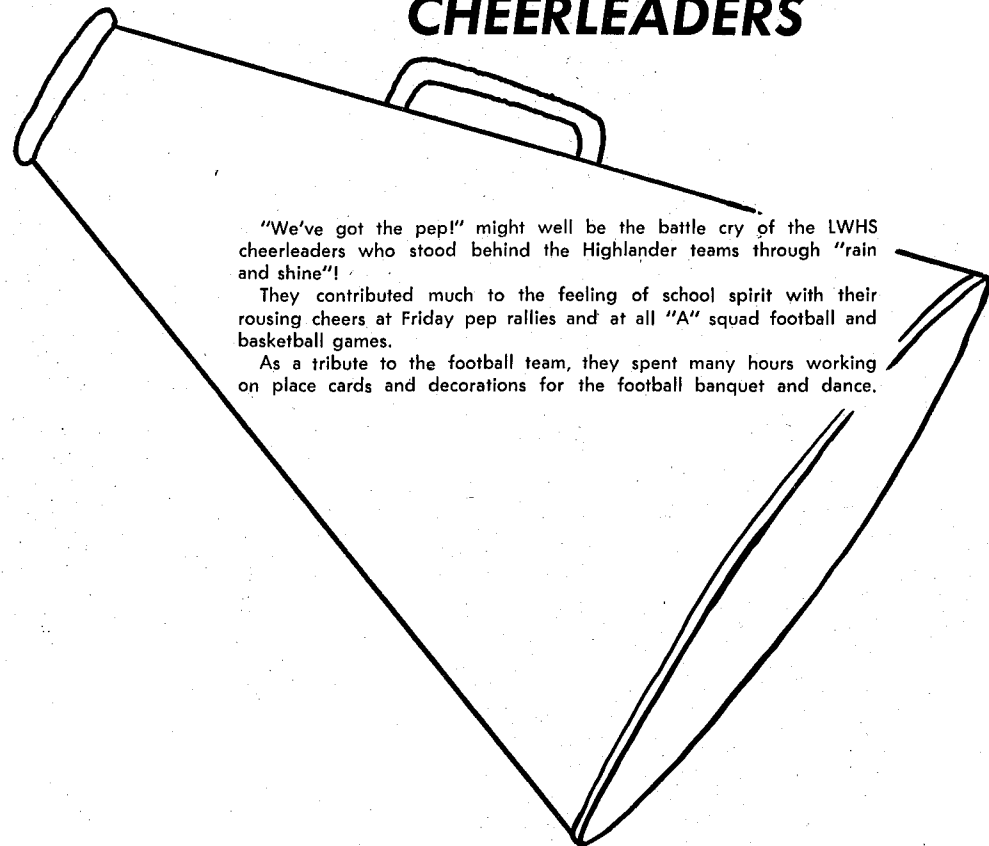 CHEERLEADERS
"We've got the pep!" might well be the battle cry of the LWHS
cheerleaders who stood behind the Highlander teams through "rain
and shine"!
They contributed much to the feeling of school spirit with their
rousing cheers at Friday pep rallies and at all "A" squad football and
basketball games.
As a tribute to the football team, they spent many hours working
on place cards and decorations for the football banquet and dance.